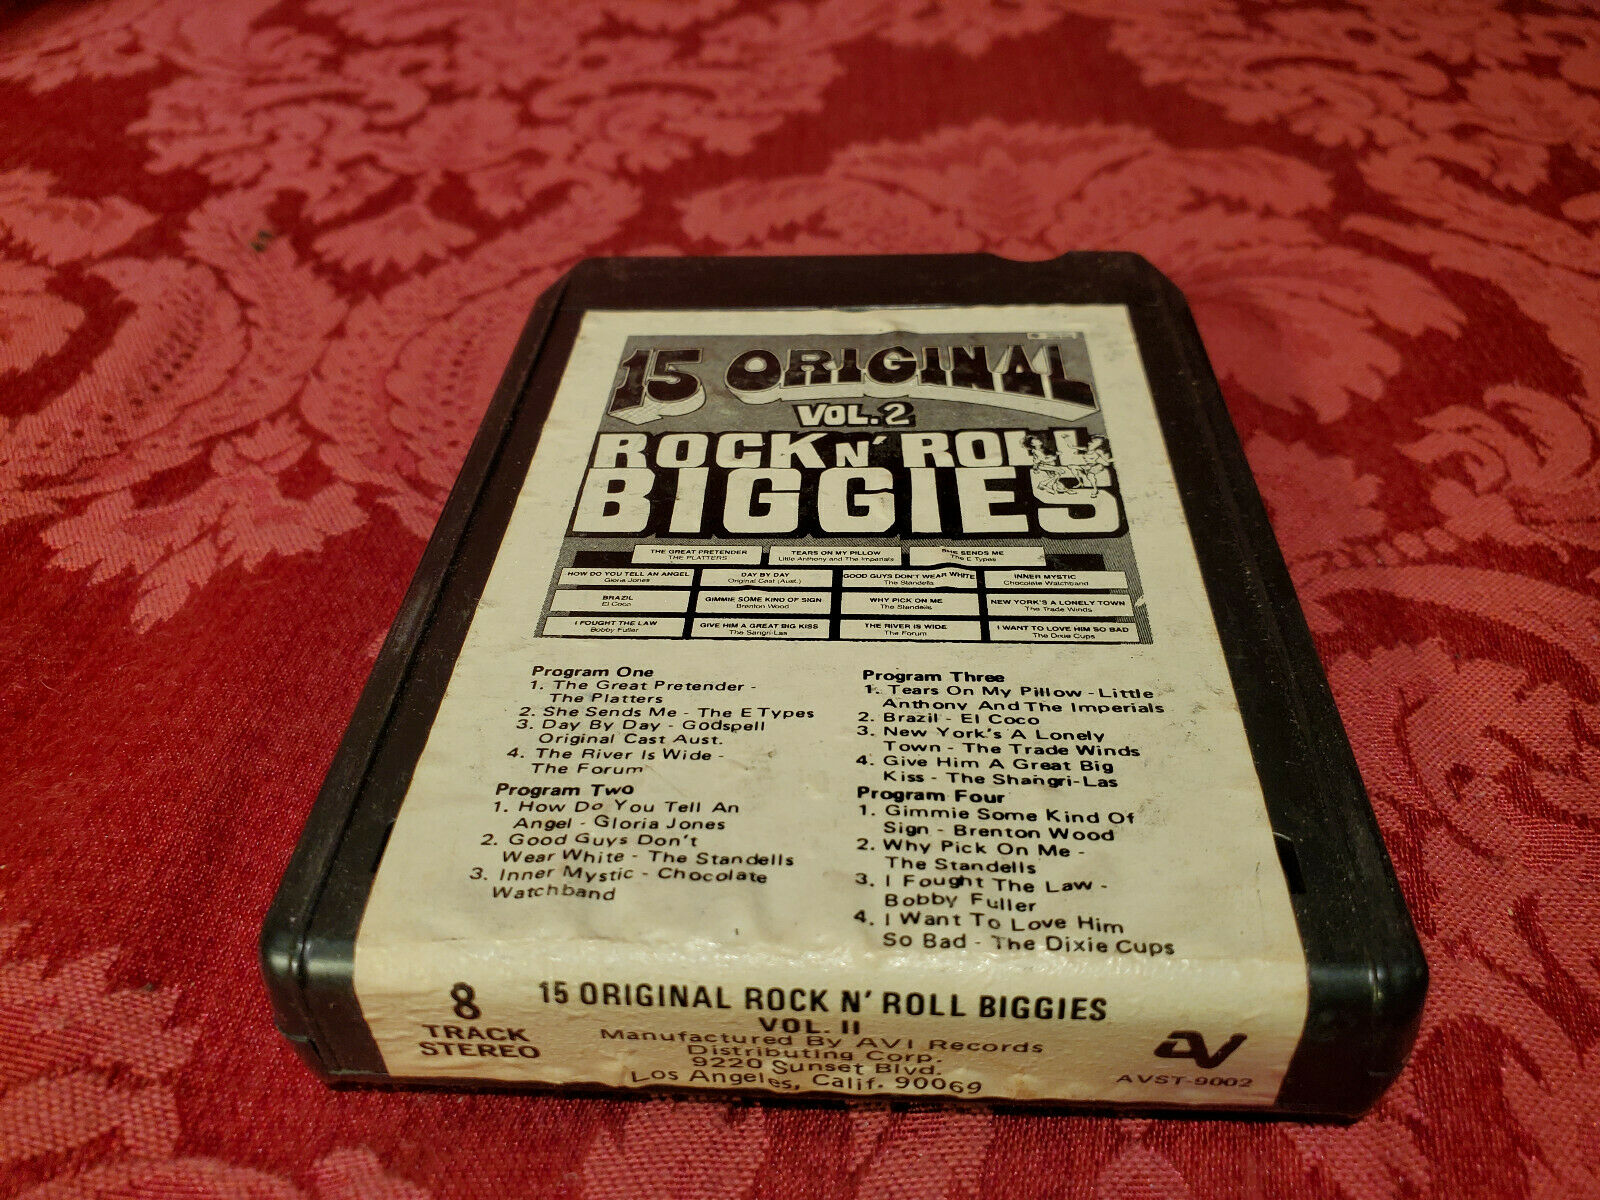 15 ORIGINAL
VOL. 2
ROCK N' ROLL
BIGGIES
THE GREAT PRETENDER
THE PLATTERS
TEARS ON MY PILLOW
Little Anthony and The Imperials
SHE SENDS ME
The E Types
HOW DO YOU TELL AN ANGEL
Gloria Jones
DAY BY DAY
Original Cast (Aust.)
GOOD GUYS DON'T WEAR WHITE
The Standells
INNER MYSTIC
Chocolate Watchband
BRAZIL
El Coco
GIMMIE SOME KIND OF SIGN
Brenton Wood
WHY PICK ON ME
The Standells
NEW YORK'S A LONELY TOWN
The Trade Winds
I FOUGHT THE LAW
Bobby Fuller
GIVE HIM A GREAT BIG KISS
The Sangri-Las
THE RIVER IS WIDE
The Forum
I WANT TO LOVE HIM SO BAD
The Dixie Cups
Program One
1. The Great Pretender -
The Platters
2. She Sends Me - The E Types
3. Day By Day - Godspell
Original Cast Aust.
4. The River Is Wide -
The Forum
Program Two
1. How Do You Tell An
Angel - Gloria Jones
2. Good Guys Don't
Wear White - The Standells
3. Inner Mystic - Chocolate
Watchband
Program Three
1. Tears On My Pillow - Little
Anthony And The Imperials
2. Brazil - El Coco
3. New York's A Lonely
Town - The Trade Winds
4. Give Him A Great Big
Kiss - The Shangri-Las
Program Four
1. Gimmie Some Kind Of
Sign - Brenton Wood
2. Why Pick On Me -
The Standells
3. I Fought The Law -
Bobby Fuller
4. I Want To Love Him
So Bad - The Dixie Cups
8
TRACK
STEREO
15 ORIGINAL ROCK N' ROLL BIGGIES
VOL. II
Manufactured By AVI Records
Distributing Corp.
9220 Sunset Blvd.
Los Angeles, Calif. 90069
AV
AVST-9002